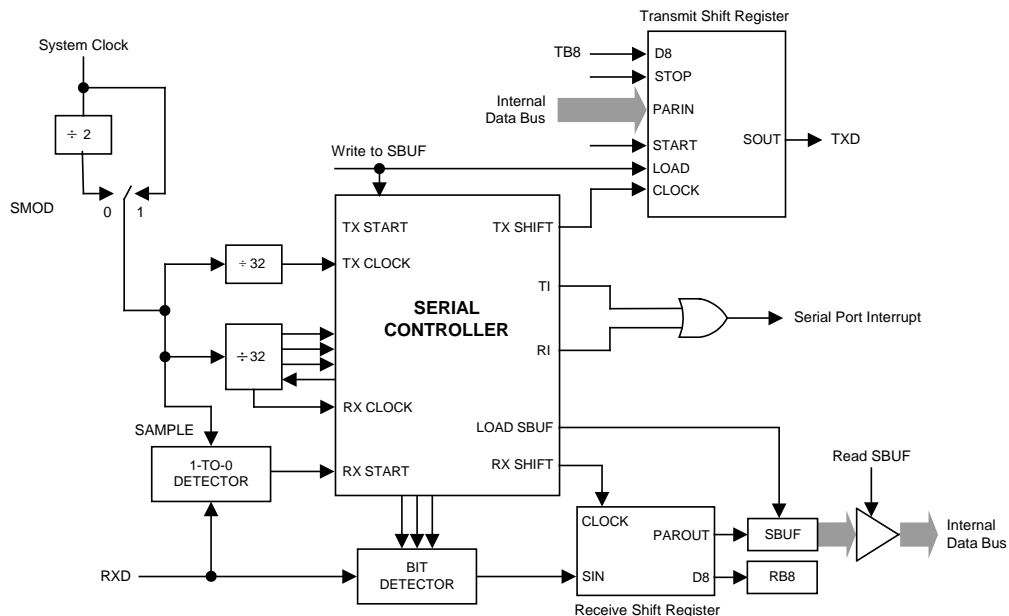 Transmit Shift Register
System Clock
TB8
D8
STOP
Internal
Data Bus
PARIN
÷ 2
SOUT
TXD
START
Write to SBUF
LOAD
CLOCK
SMOD
0
1
TX START
TX SHIFT
÷ 32
TX CLOCK
TI
SERIAL
CONTROLLER
Serial Port Interrupt
RI
÷32
RX CLOCK
SAMPLE
LOAD SBUF
1-TO-0
DETECTOR
RX START
RX SHIFT
Read SBUF
CLOCK
PAROUT
SBUF
Internal
Data Bus
RXD
BIT
DETECTOR
SIN
D8
RB8
Receive Shift Register